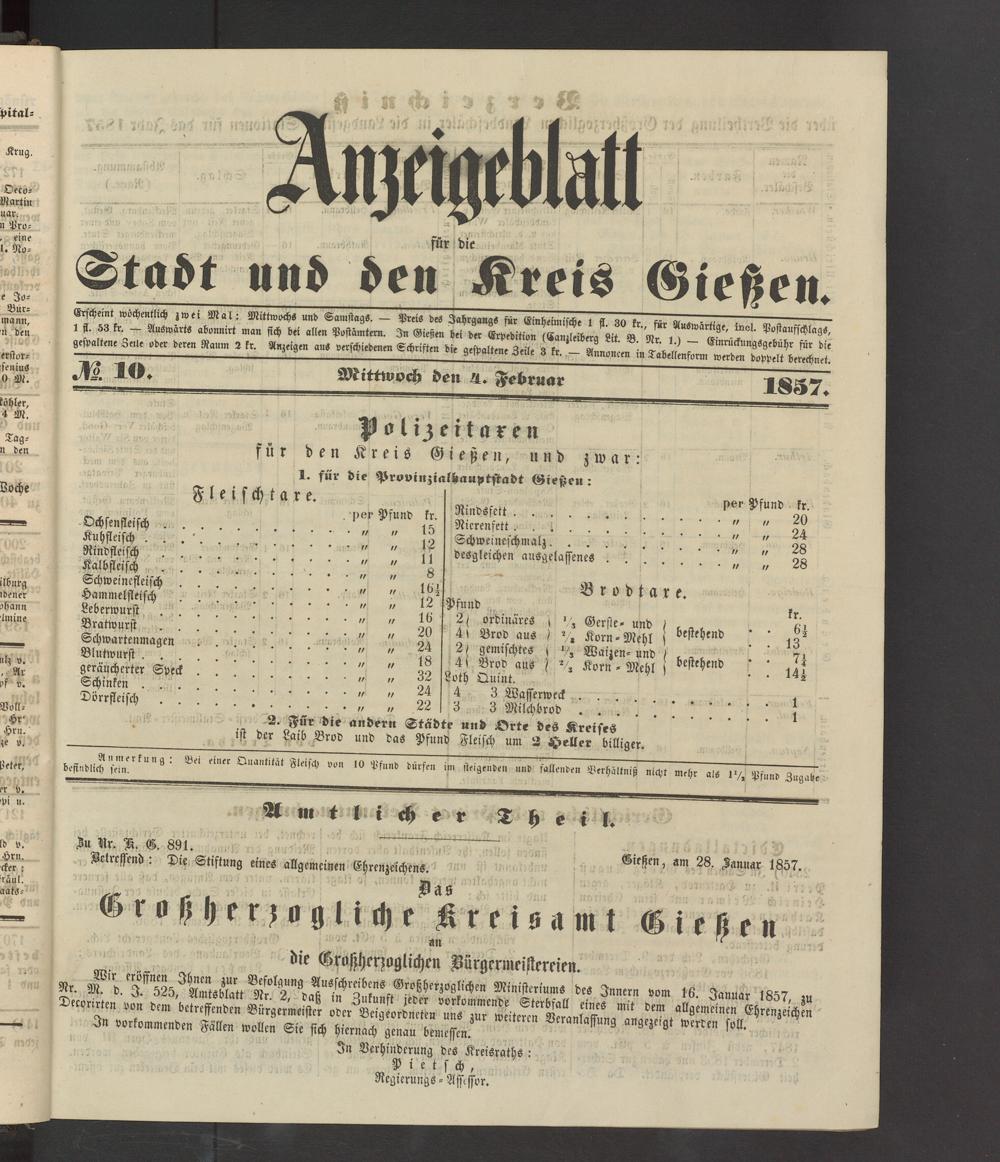 Anzeigeblatt
für die
Stadt und den Kreis Gießen.
Erscheint wöchentlich zwei Mal: Mittwochs und Samstags. — Preis des Jahrgangs für Einheimische 1 fl. 30 kr., für Auswärtige, incl. Postaufschlags,
1 fl. 53 kr. — Auswärts abonnirt man sich bei allen Postämtern. In Gießen bei der Expedition (Canzleiberg Lit. B. Nr. 1.) — Einrückungsgebühr für die
gespaltene Zeile oder deren Raum 2 kr. Anzeigen aus verschiedenen Schriften die gespaltene Zeile 3 kr. — Annoncen in Tabellenform werden doppelt berechnet.
No. 10. Mittwoch den 4. Februar 1857.
Polizeitaxen
für den Kreis Gießen, und zwar:
1. für die Provinzialhauptstadt Gießen:
Fleischtaxe.
per Pfund kr.
Ochsenfleisch . . . . . . . „ „ 15
Kuhfleisch . . . . . . . „ „ 12
Rindfleisch . . . . . . . „ „ 11
Kalbfleisch . . . . . . . „ „ 8
Schweinefleisch . . . . . . . „ „ 16½
Hammelsfleisch . . . . . . . „ „ 12
Leberwurst . . . . . . . „ „ 16
Bratwurst . . . . . . . „ „ 20
Schwartenmagen . . . . . . . „ „ 24
Blutwurst . . . . . . . „ „ 18
geräucherter Speck . . . . . . . „ „ 32
Schinken . . . . . . . „ „ 24
Dörrfleisch . . . . . . . „ „ 22
per Pfund kr.
Rindsfett . . . . . . . „ „ 20
Nierenfett . . . . . . . „ „ 24
Schweineschmalz . . . . . . . „ „ 28
desgleichen ausgelassenes . . . . . . . „ „ 28
Brodtaxe.
Pfund kr.
2) ordinäres ( 1/3 Gerste- und ) bestehend . . 6½
4) Brod aus ( 2/3 Korn-Mehl ) 13
2) gemischtes ( 1/3 Waizen- und ) bestehend . . 7¼
4) Brod aus ( 2/3 Korn-Mehl ) 14½
Loth Quint.
4 3 Wasserweck . . . . . . . 1
3 3 Milchbrod . . . . . . . 1
2. Für die andern Städte und Orte des Kreises
ist der Laib Brod und das Pfund Fleisch um 2 Heller billiger.
Anmerkung: Bei einer Quantität Fleisch von 10 Pfund dürfen im steigenden und fallenden Verhältniß nicht mehr als 1½ Pfund Zugabe
befindlich sein.
Amtlicher Theil.
Zu Nr. K. G. 891.
Betreffend: Die Stiftung eines allgemeinen Ehrenzeichens.
Gießen, am 28. Januar 1857.
Das
Großherzogliche Kreisamt Gießen
an
die Großherzoglichen Bürgermeistereien.
Wir eröffnen Ihnen zur Befolgung Ausschreibens Großherzoglichen Ministeriums des Innern vom 16. Januar 1857, zu
Nr. M. d. J. 525, Amtsblatt Nr. 2, daß in Zukunft jeder vorkommende Sterbfall eines mit dem allgemeinen Ehrenzeichen
Decorirten von dem betreffenden Bürgermeister oder Beigeordneten uns zur weiteren Veranlassung angezeigt werden soll.
In vorkommenden Fällen wollen Sie sich hiernach genau bemessen.
In Verhinderung des Kreisraths:
Pietsch,
Regierungs-Assessor.